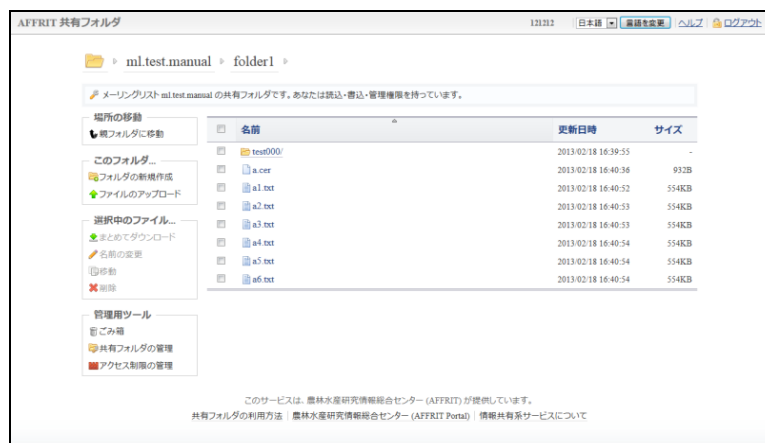 AFFRIT 共有フォルダ 121212 日本語 言語を変更 ヘルプ ログアウト
ml.test.manual folder1
メーリングリスト ml.test.manual の共有フォルダです。あなたは読込・書込・管理権限を持っています。
場所の移動
親フォルダに移動
このフォルダ...
フォルダの新規作成
ファイルのアップロード
選択中のファイル...
まとめてダウンロード
名前の変更
移動
削除
管理用ツール
ごみ箱
共有フォルダの管理
アクセス制限の管理
名前 更新日時 サイズ
test000/ 2013/02/18 16:39:55 -
a.cer 2013/02/18 16:40:36 932B
a1.txt 2013/02/18 16:40:52 554KB
a2.txt 2013/02/18 16:40:53 554KB
a3.txt 2013/02/18 16:40:53 554KB
a4.txt 2013/02/18 16:40:54 554KB
a5.txt 2013/02/18 16:40:54 554KB
a6.txt 2013/02/18 16:40:54 554KB
このサービスは、農林水産研究情報総合センター (AFFRIT) が提供しています。
共有フォルダの利用方法 | 農林水産研究情報総合センター (AFFRIT Portal) | 情報共有系サービスについて